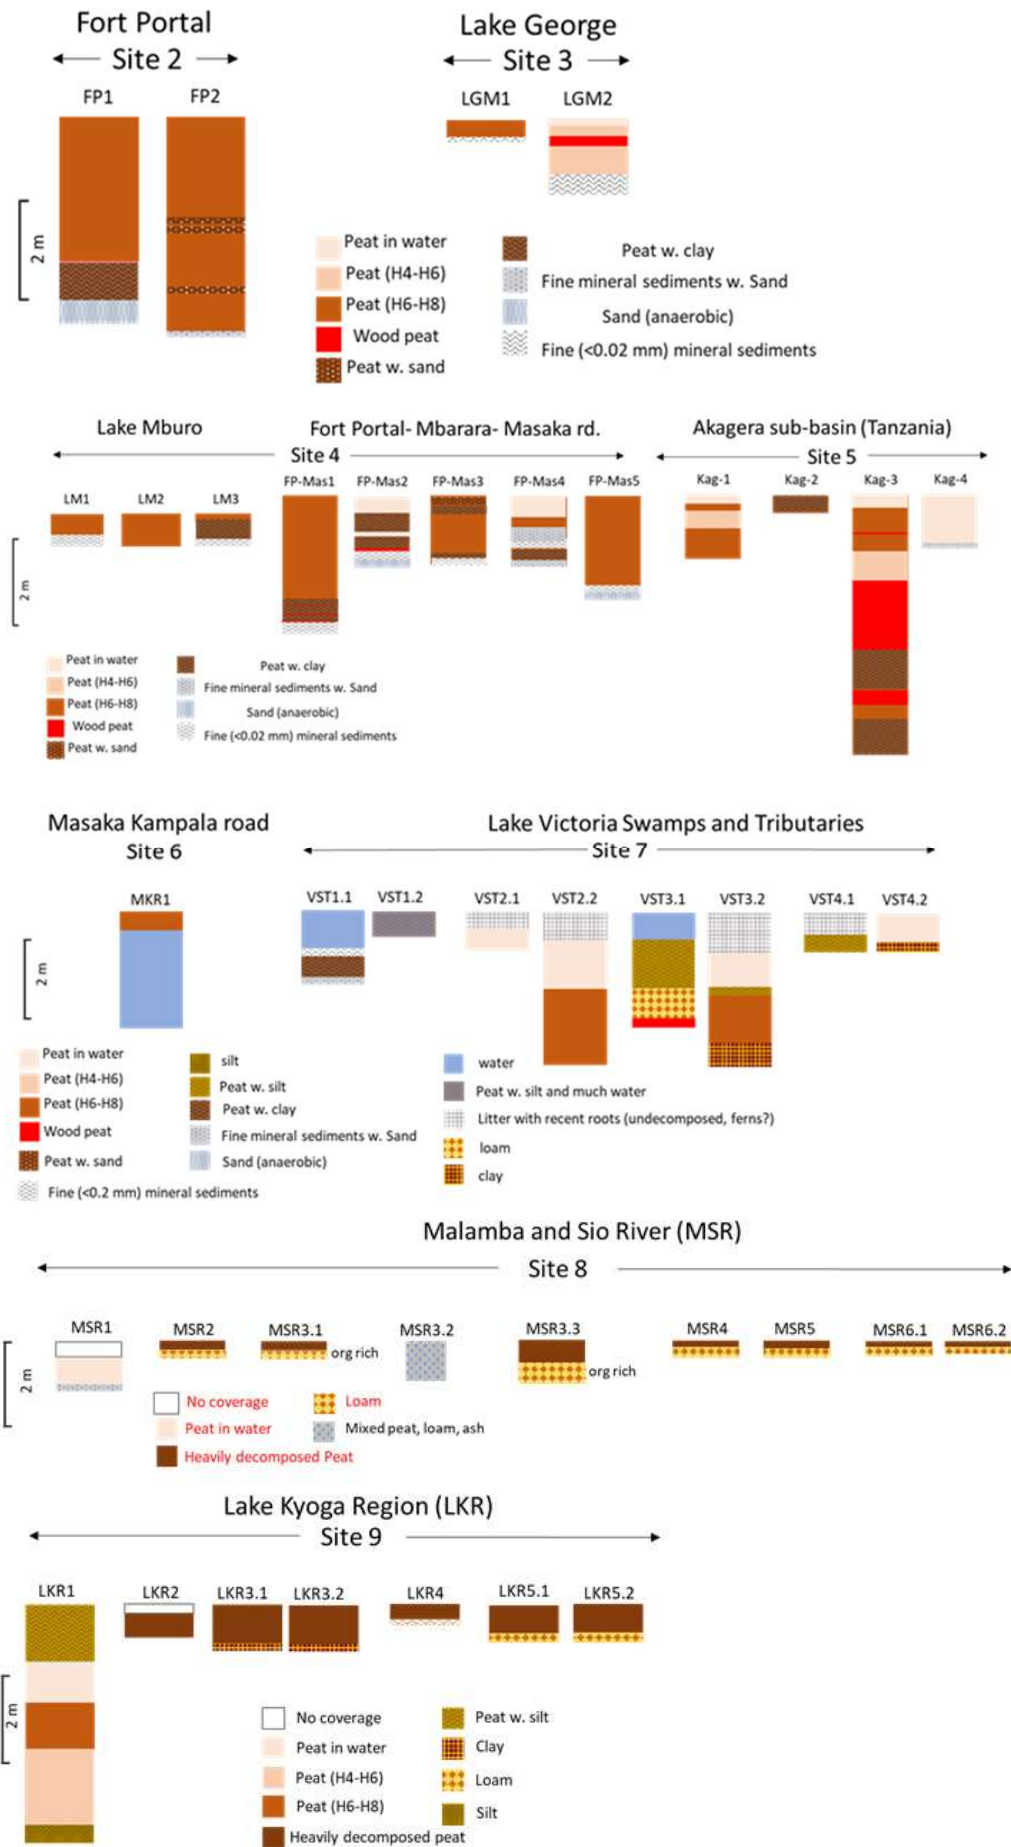 Fort Portal
Site 2
FP1
FP2
2 m
Lake George
Site 3
LGM1
LGM2
Peat in water
Peat (H4-H6)
Peat (H6-H8)
Wood peat
Peat w. sand
Peat w. clay
Fine mineral sediments w. Sand
Sand (anaerobic)
Fine (<0.02 mm) mineral sediments
Lake Mburo
Fort Portal- Mbarara- Masaka rd.
Site 4
LM1
LM2
LM3
FP-Mas1
FP-Mas2
FP-Mas3
FP-Mas4
FP-Mas5
2 m
Akagera sub-basin (Tanzania)
Site 5
Kag-1
Kag-2
Kag-3
Kag-4
Peat in water
Peat (H4-H6)
Peat (H6-H8)
Wood peat
Peat w. sand
Peat w. clay
Fine mineral sediments w. Sand
Sand (anaerobic)
Fine (<0.02 mm) mineral sediments
Masaka Kampala road
Site 6
MKR1
2 m
Lake Victoria Swamps and Tributaries
Site 7
VST1.1
VST1.2
VST2.1
VST2.2
VST3.1
VST3.2
VST4.1
VST4.2
Peat in water
Peat (H4-H6)
Peat (H6-H8)
Wood peat
Peat w. sand
Fine (<0.2 mm) mineral sediments
silt
Peat w. silt
Peat w. clay
Fine mineral sediments w. Sand
Sand (anaerobic)
water
Peat w. silt and much water
Litter with recent roots (undecomposed, ferns?)
loam
clay
Malamba and Sio River (MSR)
Site 8
MSR1
MSR2
MSR3.1
org rich
MSR3.2
MSR3.3
org rich
MSR4
MSR5
MSR6.1
MSR6.2
2 m
No coverage
Peat in water
Heavily decomposed Peat
Loam
Mixed peat, loam, ash
Lake Kyoga Region (LKR)
Site 9
LKR1
LKR2
LKR3.1
LKR3.2
LKR4
LKR5.1
LKR5.2
2 m
No coverage
Peat in water
Peat (H4-H6)
Peat (H6-H8)
Heavily decomposed peat
Peat w. silt
Clay
Loam
Silt